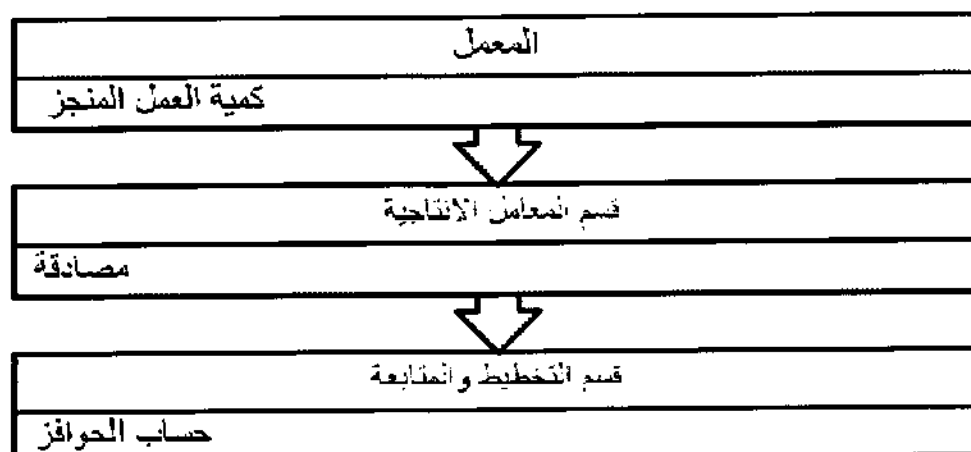 المعمل
كمية العمل المنجز
قسم المعامل الانتاجية
مصادقة
قسم التخطيط والمتابعة
حساب الحوافز